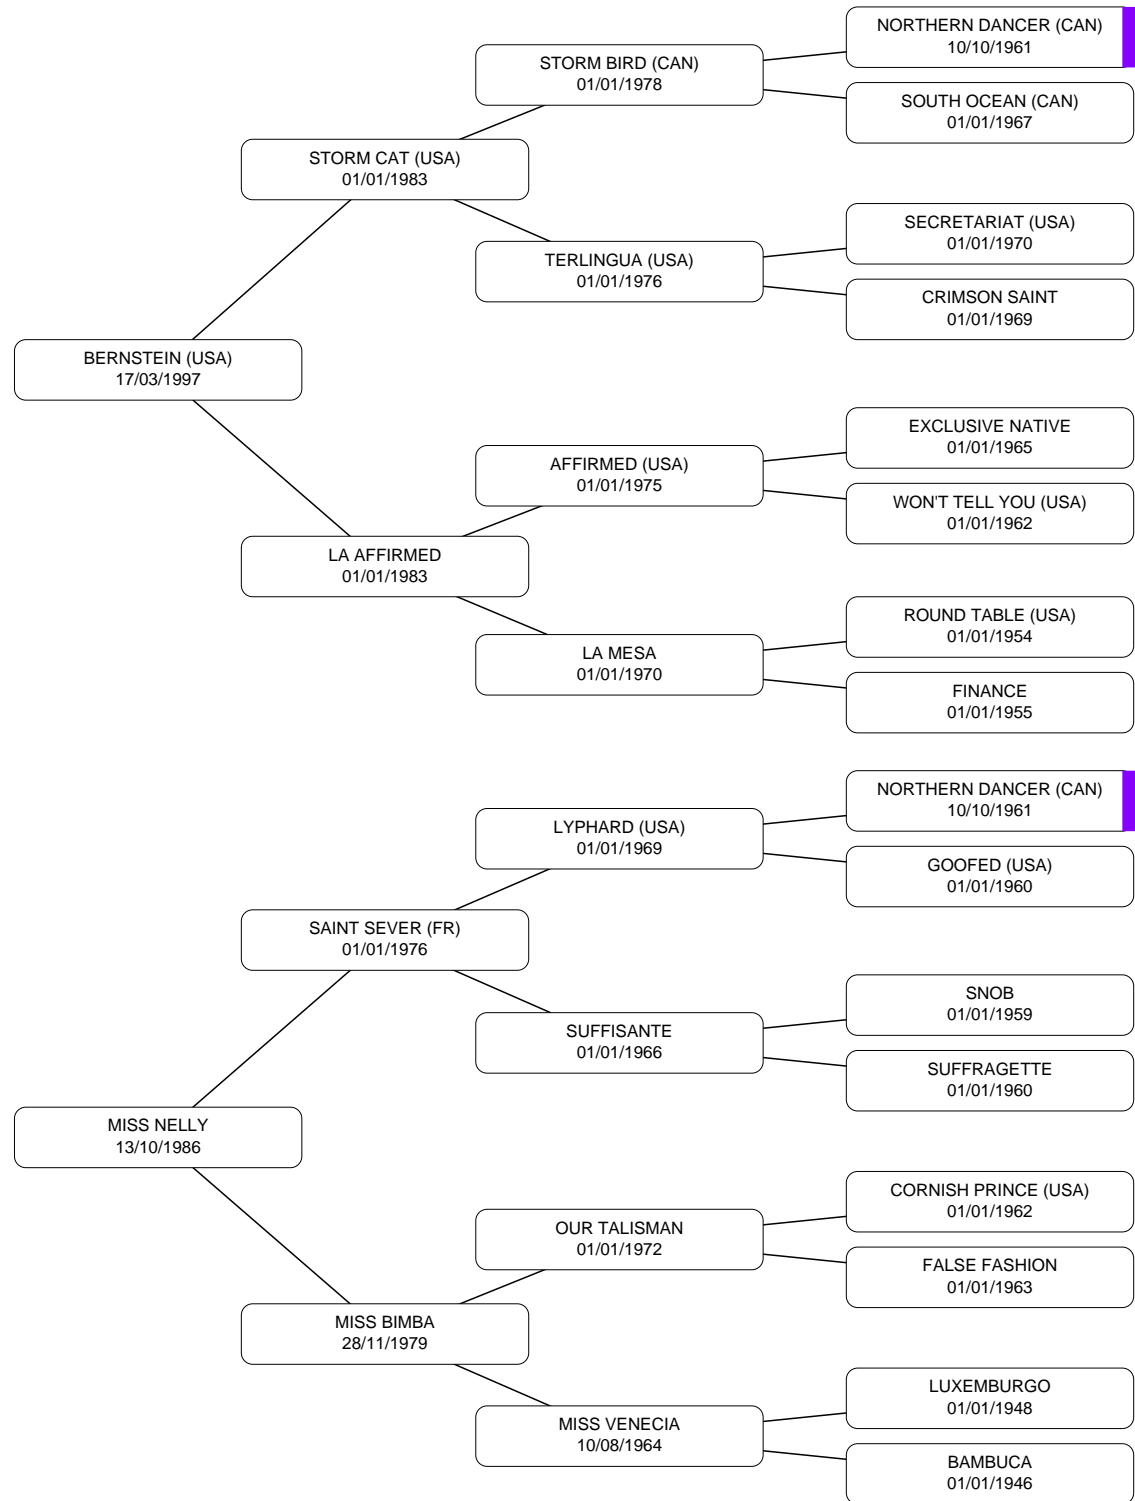 NORTHERN DANCER (CAN)
10/10/1961
STORM BIRD (CAN)
01/01/1978
SOUTH OCEAN (CAN)
01/01/1967
STORM CAT (USA)
01/01/1983
SECRETARIAT (USA)
01/01/1970
TERLINGUA (USA)
01/01/1976
CRIMSON SAINT
01/01/1969
BERNSTEIN (USA)
17/03/1997
EXCLUSIVE NATIVE
01/01/1965
AFFIRMED (USA)
01/01/1975
WON'T TELL YOU (USA)
01/01/1962
LA AFFIRMED
01/01/1983
ROUND TABLE (USA)
01/01/1954
LA MESA
01/01/1970
FINANCE
01/01/1955
NORTHERN DANCER (CAN)
10/10/1961
LYPHARD (USA)
01/01/1969
GOOFED (USA)
01/01/1960
SAINT SEVER (FR)
01/01/1976
SNOB
01/01/1959
SUFFISANTE
01/01/1966
SUFFRAGETTE
01/01/1960
MISS NELLY
13/10/1986
CORNISH PRINCE (USA)
01/01/1962
OUR TALISMAN
01/01/1972
FALSE FASHION
01/01/1963
MISS BIMBA
28/11/1979
LUXEMBURGO
01/01/1948
MISS VENECIA
10/08/1964
BAMBUCA
01/01/1946